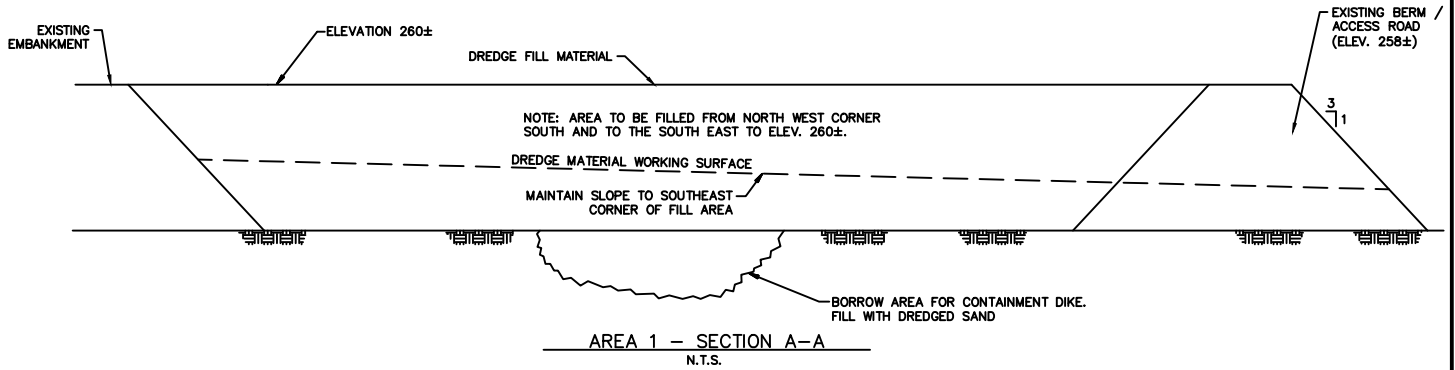 EXISTING
EMBANKMENT
ELEVATION 260±
DREDGE FILL MATERIAL
EXISTING BERM /
ACCESS ROAD
(ELEV. 258±)
3
1
NOTE: AREA TO BE FILLED FROM NORTH WEST CORNER
SOUTH AND TO THE SOUTH EAST TO ELEV. 260±.
DREDGE MATERIAL WORKING SURFACE
MAINTAIN SLOPE TO SOUTHEAST
CORNER OF FILL AREA
BORROW AREA FOR CONTAINMENT DIKE.
FILL WITH DREDGED SAND
AREA 1 - SECTION A-A
N.T.S.